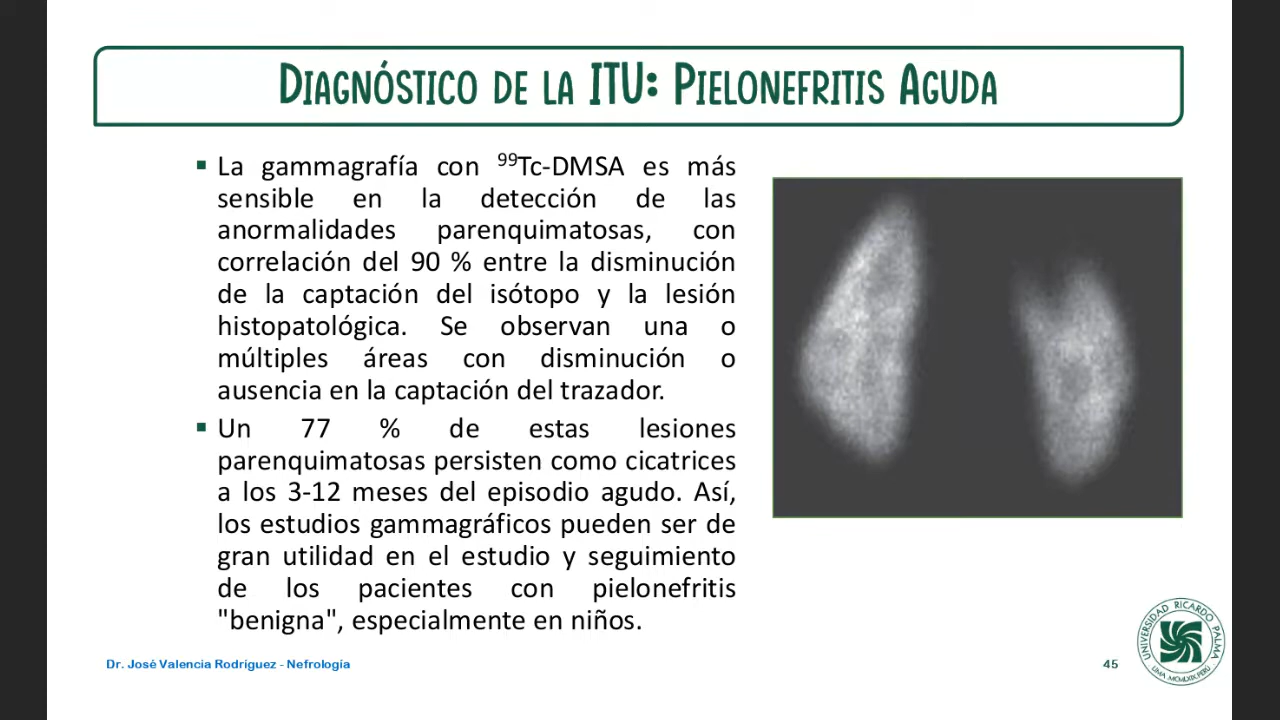 DIAGNÓSTICO DE LA ITU: PIELONEFRITIS AGUDA
▪ La gammagrafía con ⁹⁹Tc-DMSA es más
sensible en la detección de las
anormalidades parenquimatosas, con
correlación del 90 % entre la disminución
de la captación del isótopo y la lesión
histopatológica. Se observan una o
múltiples áreas con disminución o
ausencia en la captación del trazador.
▪ Un 77 % de estas lesiones
parenquimatosas persisten como cicatrices
a los 3-12 meses del episodio agudo. Así,
los estudios gammagráficos pueden ser de
gran utilidad en el estudio y seguimiento
de los pacientes con pielonefritis
"benigna", especialmente en niños.
Dr. José Valencia Rodríguez - Nefrología
45
UNIVERSIDAD RICARDO PALMA
LIMA